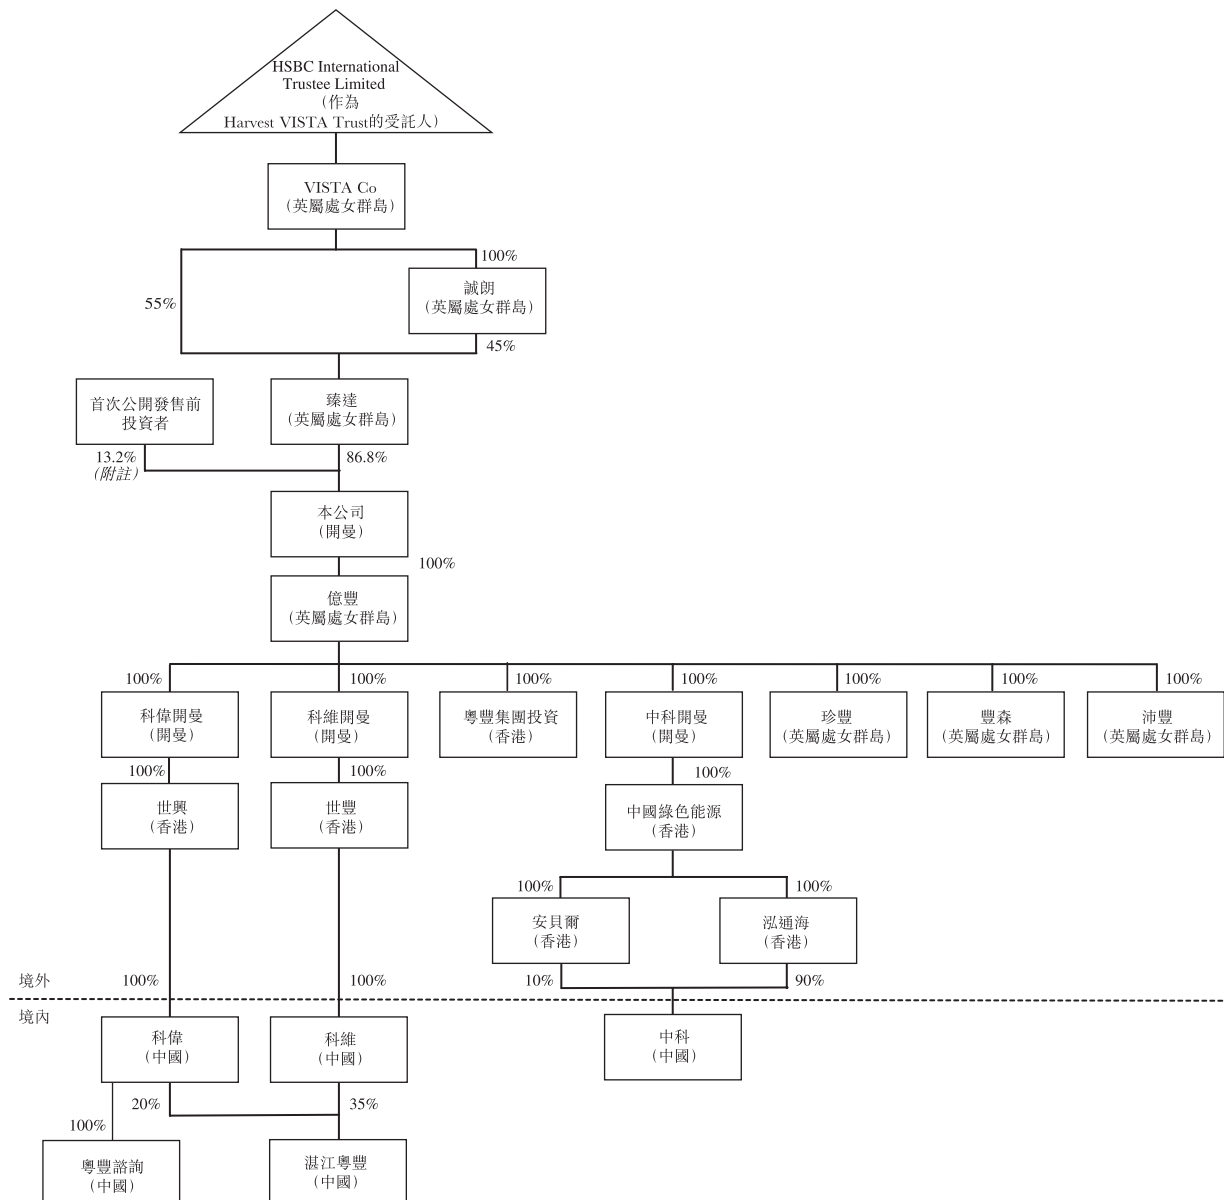 HSBC International
Trustee Limited
(作為
Harvest VISTA Trust的受託人)
VISTA Co
(英屬處女群島)
100%
誠朗
(英屬處女群島)
55%
45%
首次公開發售前
投資者
臻達
(英屬處女群島)
13.2%
(附註)
86.8%
本公司
(開曼)
100%
億豐
(英屬處女群島)
100%
100%
100%
100%
100%
100%
100%
科偉開曼
(開曼)
科維開曼
(開曼)
粵豐集團投資
(香港)
中科開曼
(開曼)
珍豐
(英屬處女群島)
豐森
(英屬處女群島)
沛豐
(英屬處女群島)
100%
100%
100%
世興
(香港)
世豐
(香港)
中國綠色能源
(香港)
100%
100%
安貝爾
(香港)
泓通海
(香港)
境外
100%
100%
10%
90%
境內
科偉
(中國)
科維
(中國)
中科
(中國)
20%
35%
100%
粵豐諮詢
(中國)
湛江粵豐
(中國)